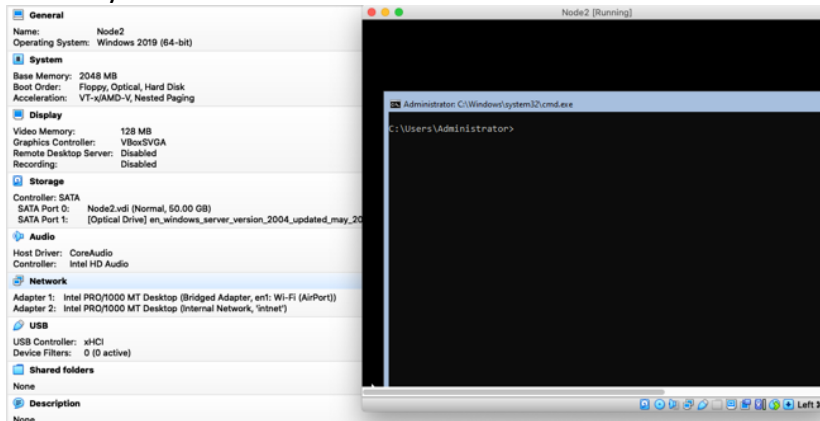 General
Name: Node2
Operating System: Windows 2019 (64-bit)
System
Base Memory: 2048 MB
Boot Order: Floppy, Optical, Hard Disk
Acceleration: VT-x/AMD-V, Nested Paging
Display
Video Memory: 128 MB
Graphics Controller: VBoxSVGA
Remote Desktop Server: Disabled
Recording: Disabled
Storage
Controller: SATA
SATA Port 0: Node2.vdi (Normal, 50.00 GB)
SATA Port 1: [Optical Drive] en_windows_server_version_2004_updated_may_20
Audio
Host Driver: CoreAudio
Controller: Intel HD Audio
Network
Adapter 1: Intel PRO/1000 MT Desktop (Bridged Adapter, en1: Wi-Fi (AirPort))
Adapter 2: Intel PRO/1000 MT Desktop (Internal Network, 'intnet')
USB
USB Controller: xHCI
Device Filters: 0 (0 active)
Shared folders
None
Description
None
Node2 [Running]
Administrator: C:\Windows\system32\cmd.exe
C:\Users\Administrator>
Left